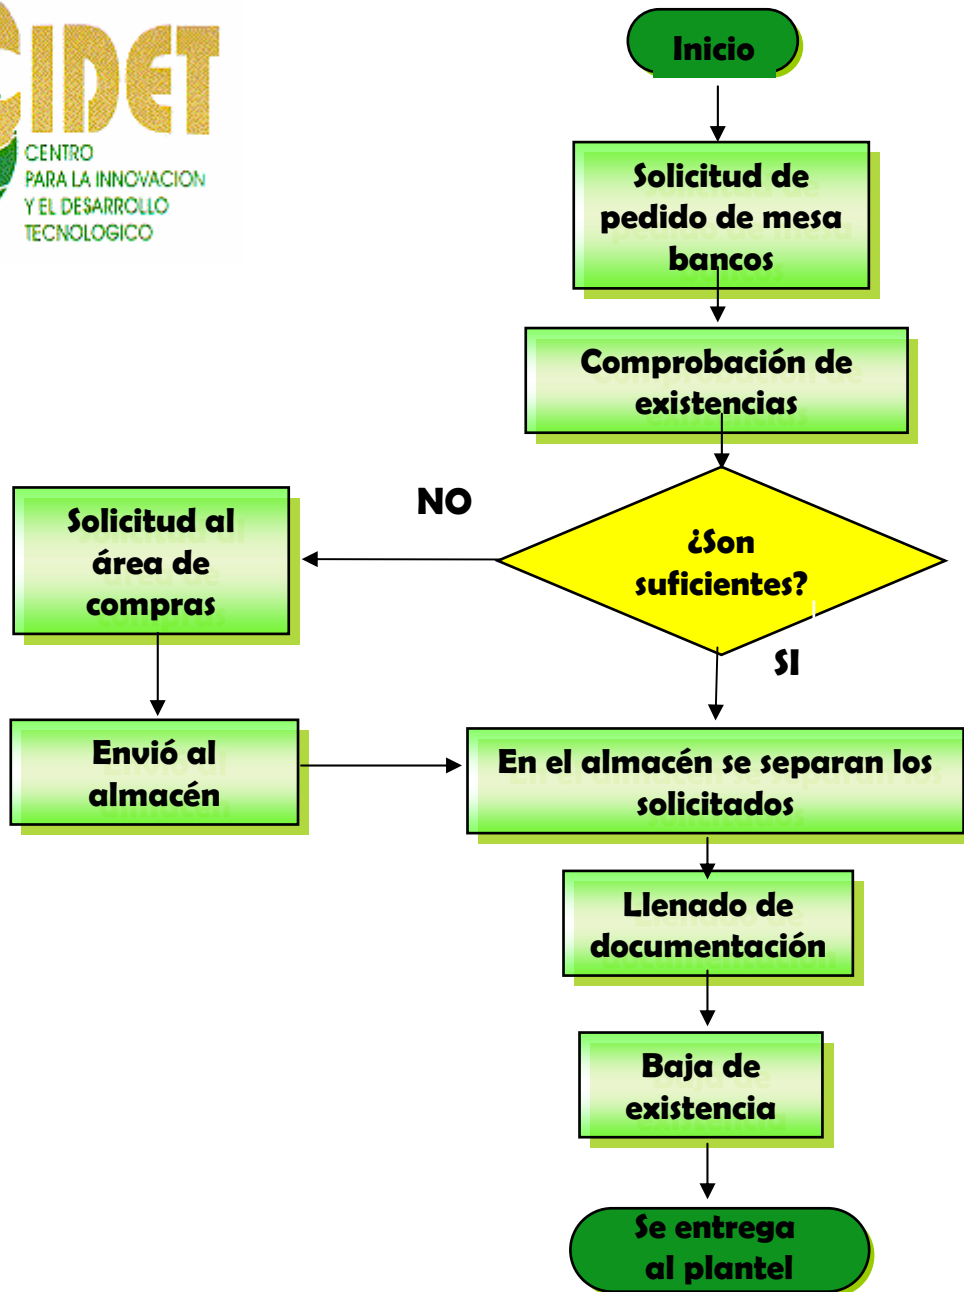 CIDET
CENTRO
PARA LA INNOVACION
Y EL DESARROLLO
TECNOLOGICO
Inicio
Solicitud de
pedido de mesa
bancos
Comprobación de
existencias
¿Son
suficientes?
NO
SI
Solicitud al
área de
compras
Envió al
almacén
En el almacén se separan los
solicitados
Llenado de
documentación
Baja de
existencia
Se entrega
al plantel